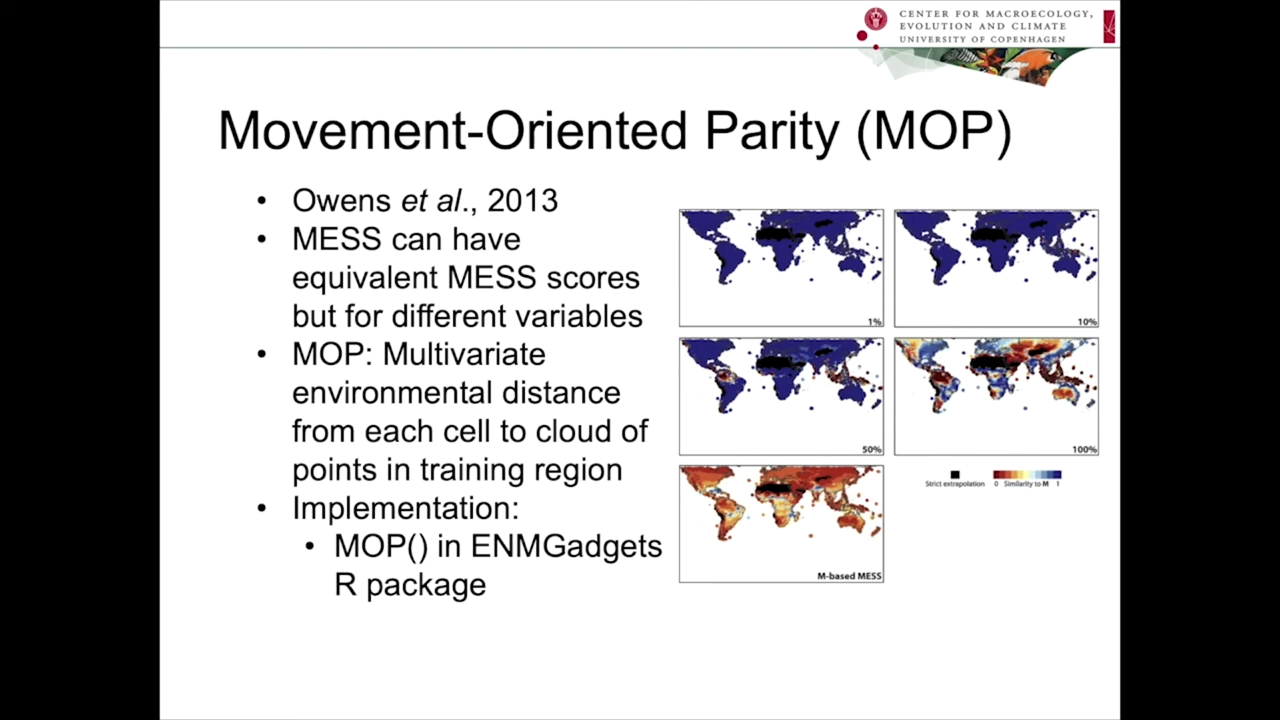 CENTER FOR MACROECOLOGY,
EVOLUTION AND CLIMATE
UNIVERSITY OF COPENHAGEN
Movement-Oriented Parity (MOP)
• Owens et al., 2013
• MESS can have
equivalent MESS scores
but for different variables
• MOP: Multivariate
environmental distance
from each cell to cloud of
points in training region
• Implementation:
• MOP() in ENMGadgets
R package
1%
10%
50%
100%
Strict extrapolation 0 Similarity to M 1
M-based MESS